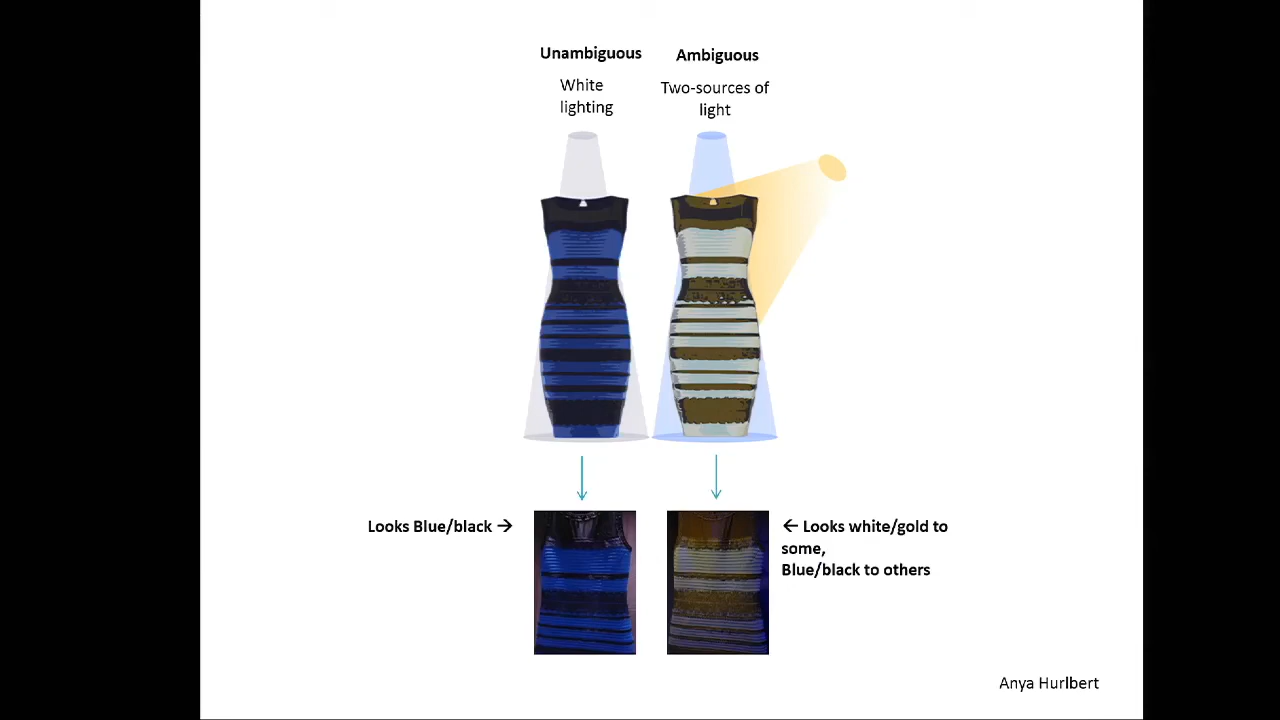 Unambiguous
White
lighting
Ambiguous
Two-sources of
light
Looks Blue/black →
← Looks white/gold to
some,
Blue/black to others
Anya Hurlbert